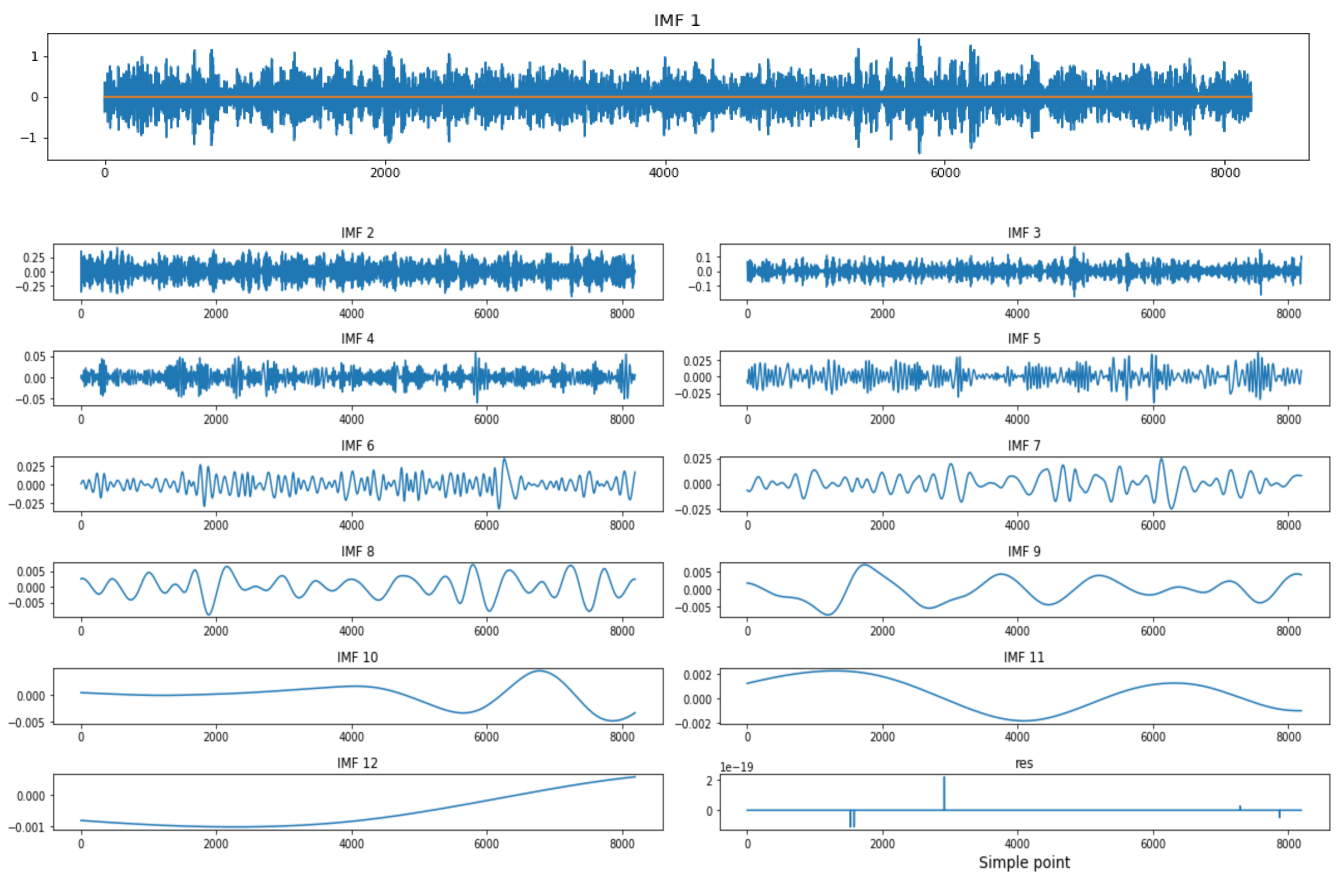 IMF 1
1
0
−1
0 2000 4000 6000 8000
IMF 2 IMF 3
0.25 0.1
0.00 0.0
−0.25 −0.1
0 2000 4000 6000 8000 0 2000 4000 6000 8000
IMF 4 IMF 5
0.05 0.025
0.00 0.000
−0.05 −0.025
0 2000 4000 6000 8000 0 2000 4000 6000 8000
IMF 6 IMF 7
0.025 0.025
0.000 0.000
−0.025 −0.025
0 2000 4000 6000 8000 0 2000 4000 6000 8000
IMF 8 IMF 9
0.005 0.005
0.000 0.000
−0.005 −0.005
0 2000 4000 6000 8000 0 2000 4000 6000 8000
IMF 10 IMF 11
0.000 0.002
−0.005 0.000
−0.002
0 2000 4000 6000 8000 0 2000 4000 6000 8000
IMF 12 res
1e−19
0.000 2
−0.001 0
0 2000 4000 6000 8000 0 2000 4000 6000 8000
Simple point